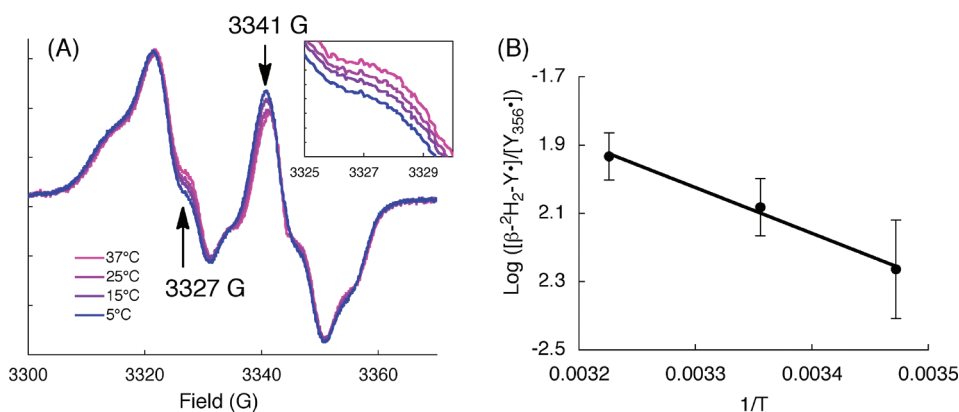 (A)
3341 G
3325 3327 3329
37°C
25°C
15°C
5°C
3327 G
3300 3320 3340 3360
Field (G)
(B)
Log ([β-²H₂-Y•]/[Y₃₅₆•])
-1.7
1.9
2.1
2.3
-2.5
0.0032 0.0033 0.0034 0.0035
1/T